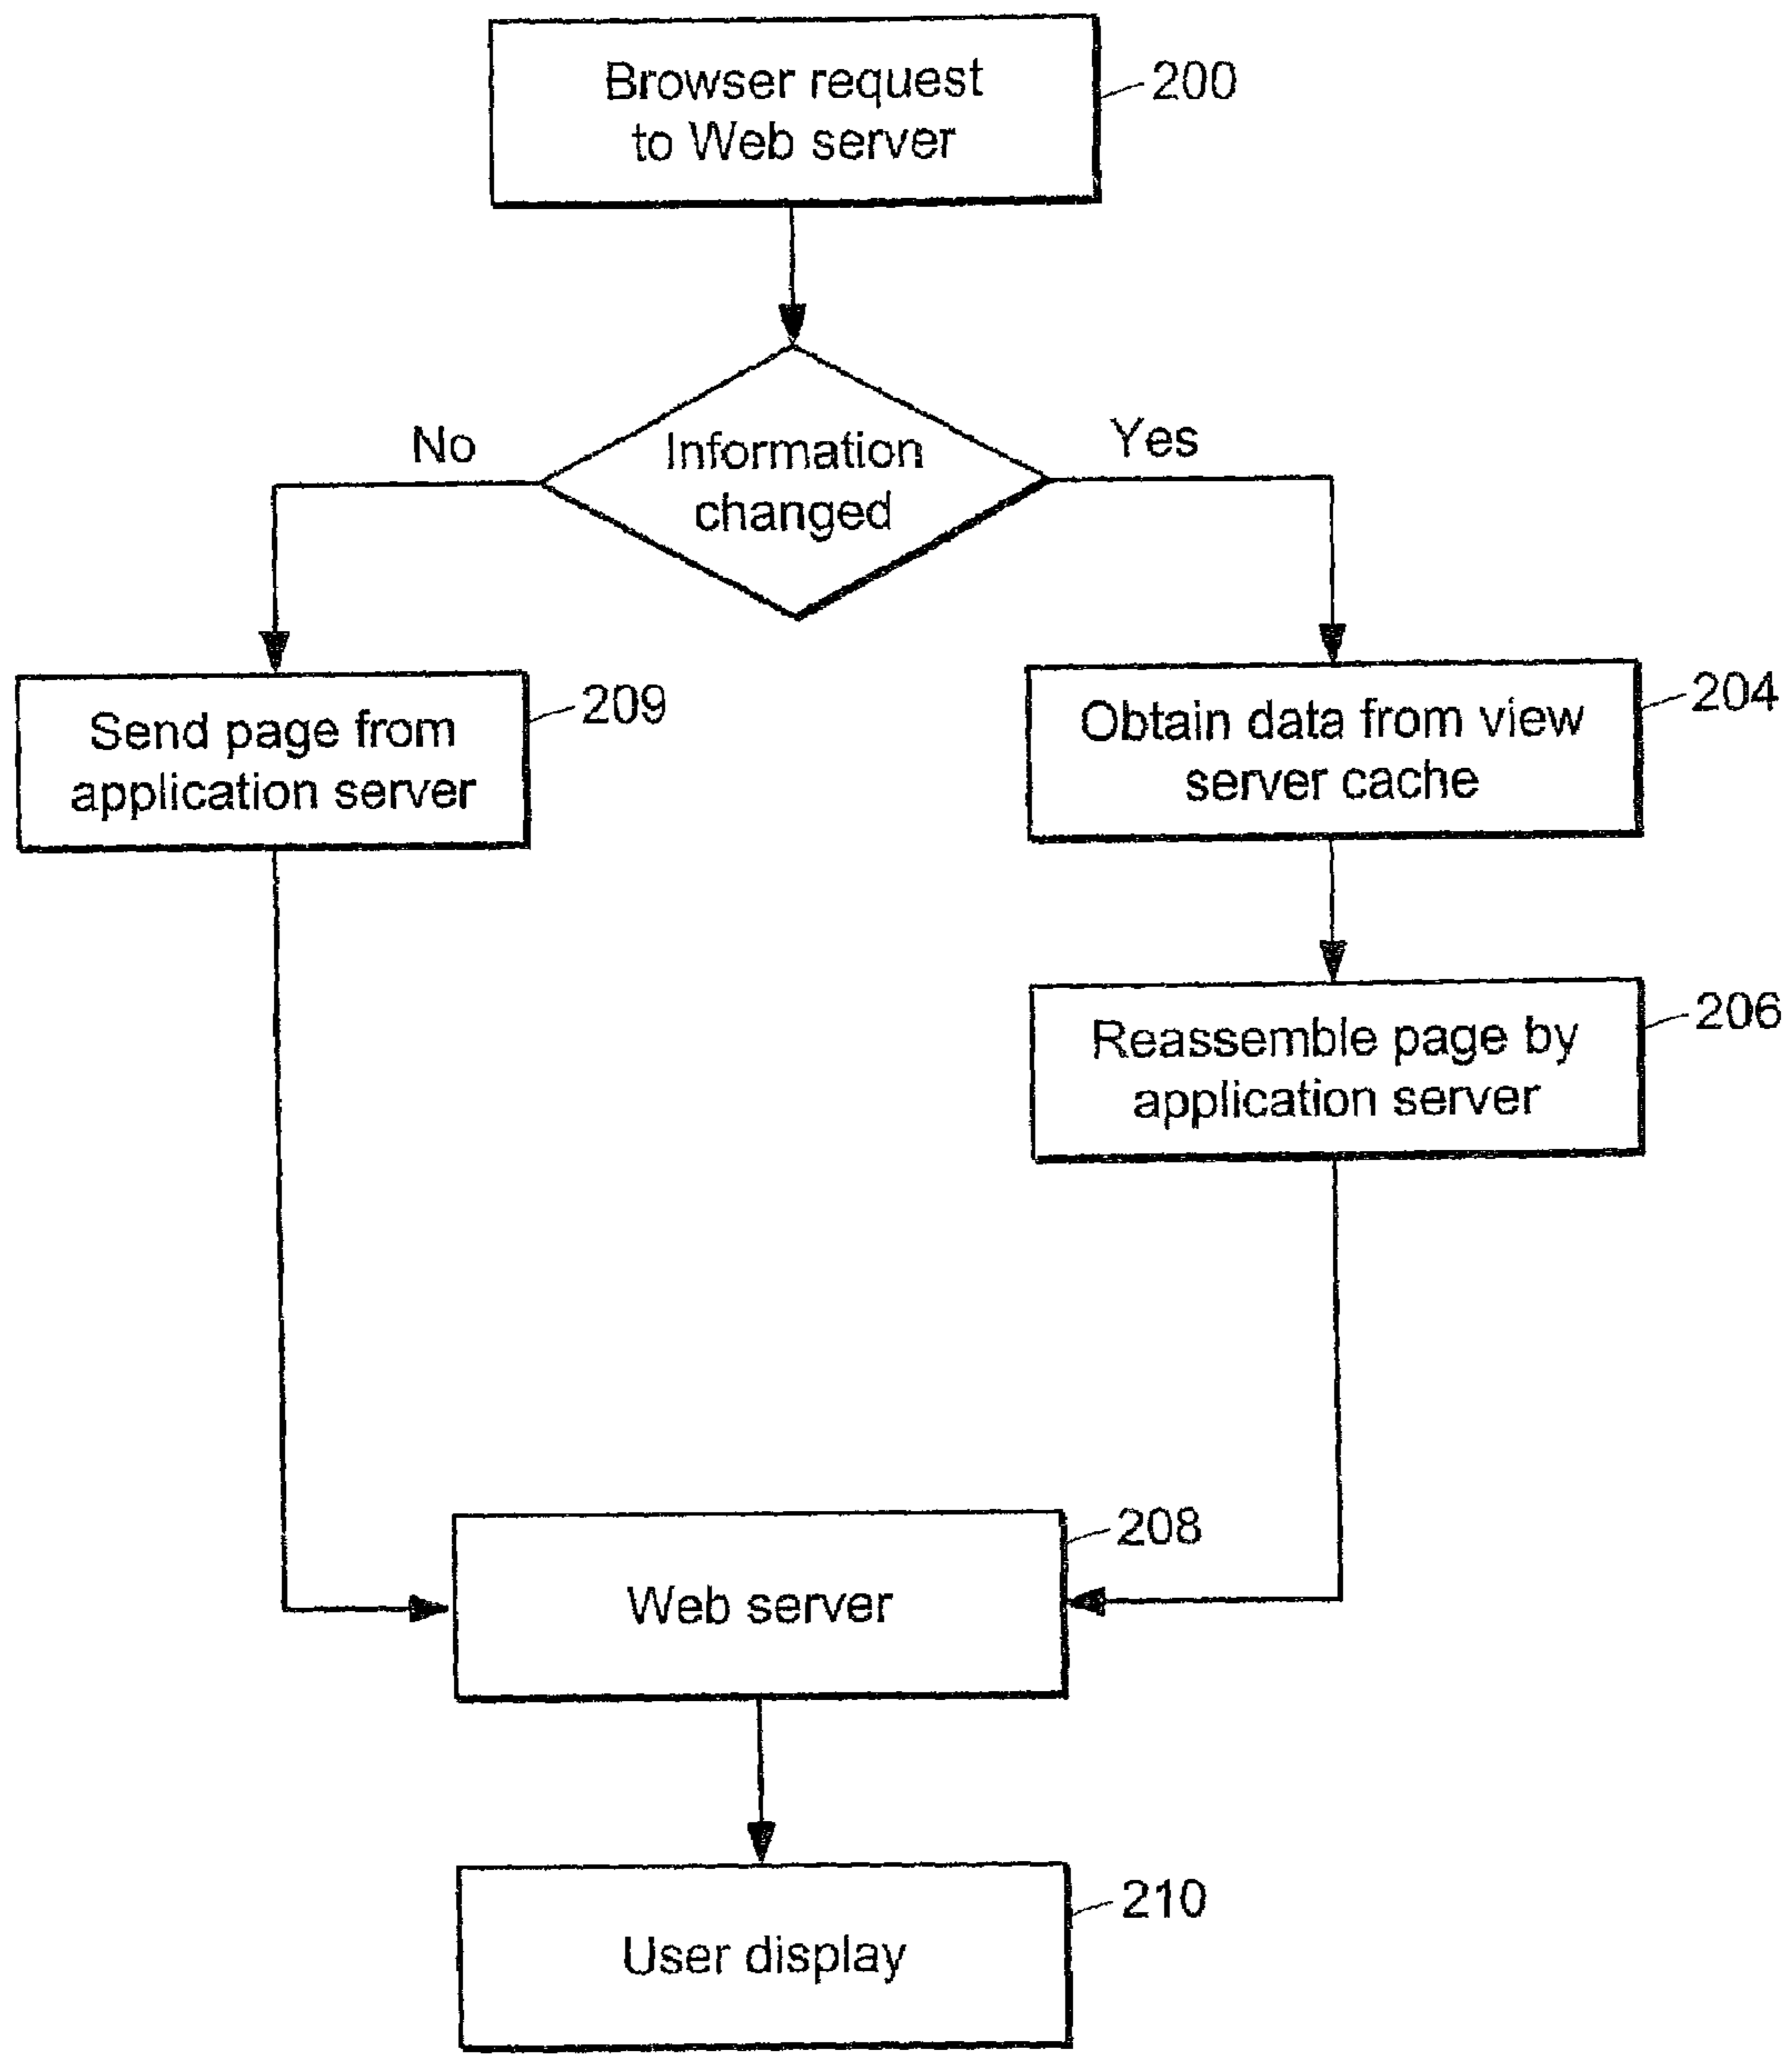 Browser request
to Web server
200
Information
changed
No
Yes
Send page from
application server
209
Obtain data from view
server cache
204
Reassemble page by
application server
206
Web server
208
User display
210